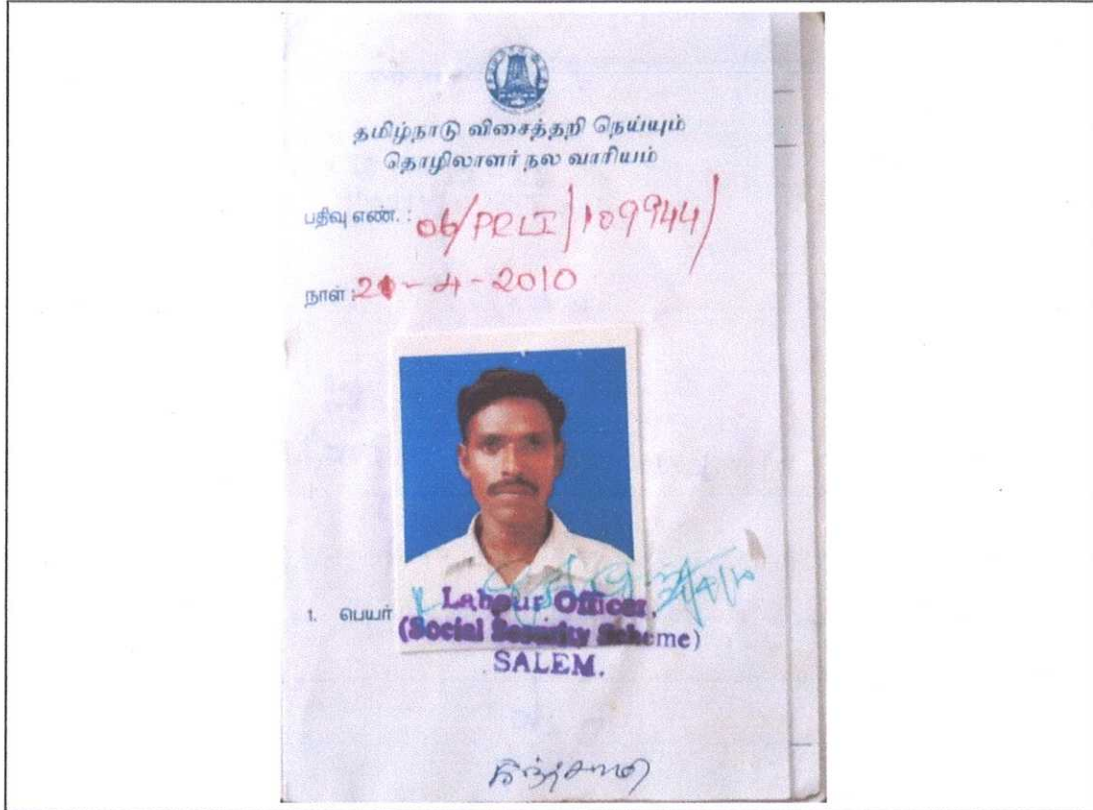 தமிழ்நாடு விசைத்தறி நெய்யும்
தொழிலாளர் நல வாரியம்
பதிவு எண். : 06/PRLI/109944/
நாள் : 21-4-2010
1. பெயர்
Labour Officer,
(Social Security Scheme)
SALEM.